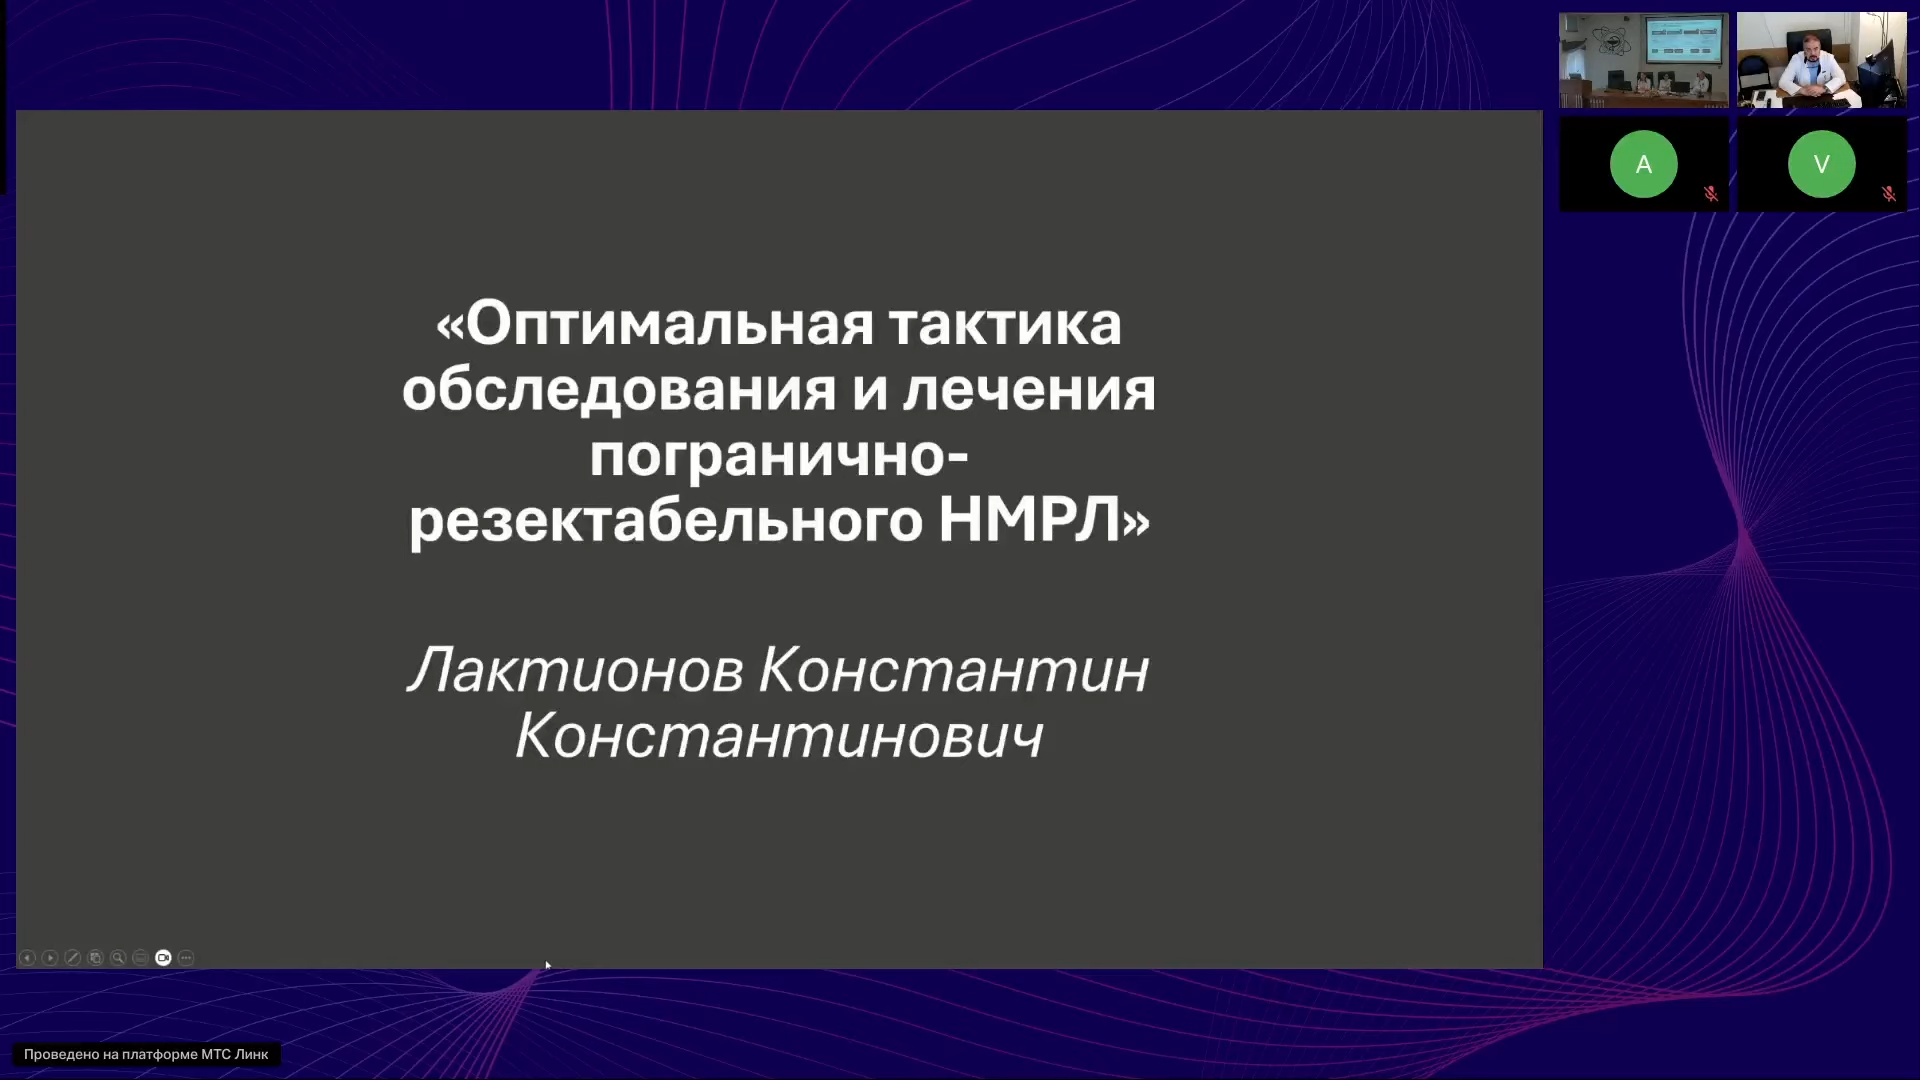 «Оптимальная тактика
обследования и лечения
погранично-
резектабельного НМРЛ»
Лактионов Константин
Константинович
A
V
Проведено на платформе МТС Линк